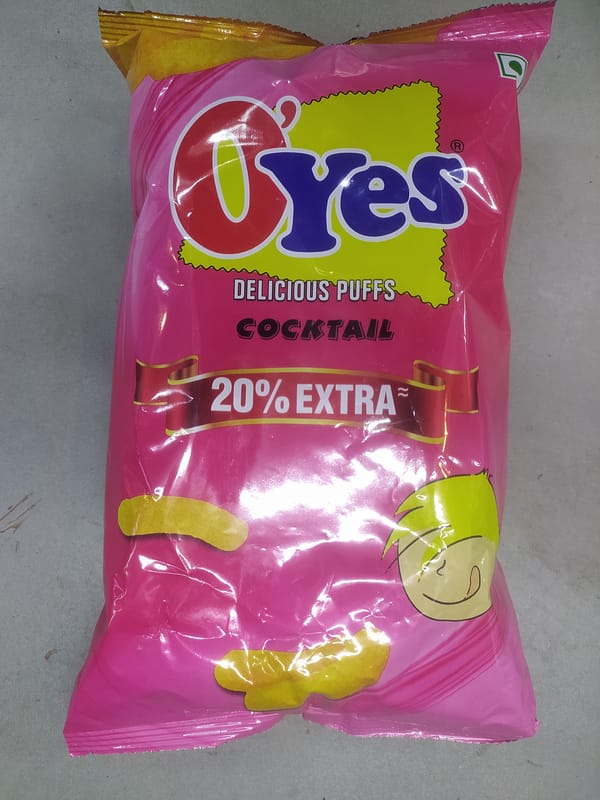 O'Yes®
DELICIOUS PUFFS
COCKTAIL
20% EXTRA≈